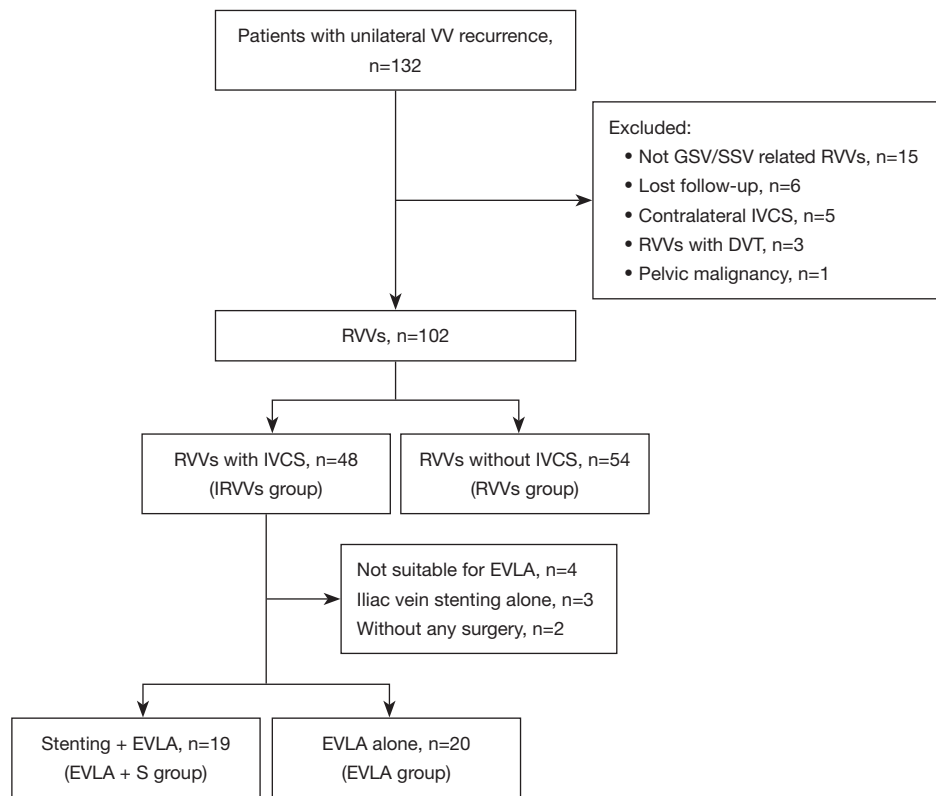 Patients with unilateral VV recurrence,
n=132
Excluded:
• Not GSV/SSV related RVVs, n=15
• Lost follow-up, n=6
• Contralateral IVCS, n=5
• RVVs with DVT, n=3
• Pelvic malignancy, n=1
RVVs, n=102
RVVs with IVCS, n=48
(IRVVs group)
RVVs without IVCS, n=54
(RVVs group)
Not suitable for EVLA, n=4
Iliac vein stenting alone, n=3
Without any surgery, n=2
Stenting + EVLA, n=19
(EVLA + S group)
EVLA alone, n=20
(EVLA group)